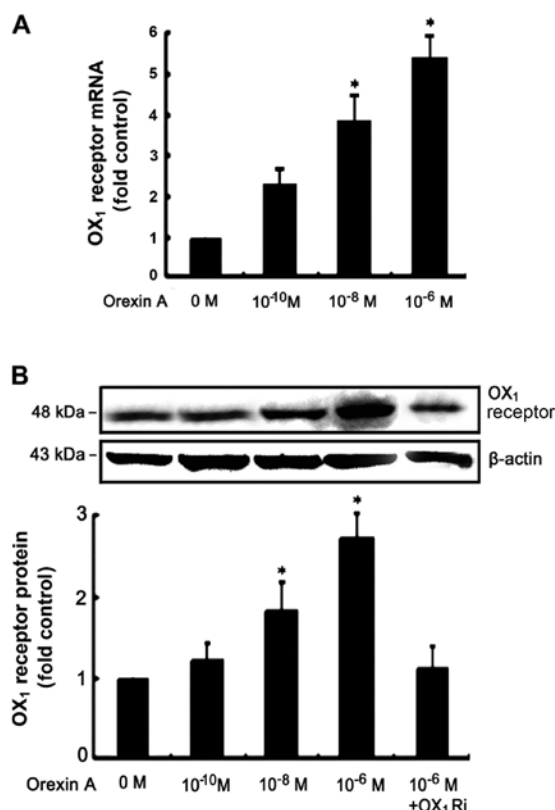 A
6
5
4
3
2
1
0
OX₁ receptor mRNA
(fold control)
*
*
Orexin A 0 M 10⁻¹⁰M 10⁻⁸ M 10⁻⁶ M
B
48 kDa –
OX₁
receptor
43 kDa –
β-actin
3
2
1
0
OX₁ receptor protein
(fold control)
*
*
Orexin A 0 M 10⁻¹⁰M 10⁻⁸ M 10⁻⁶ M 10⁻⁶ M
+OX₁Ri